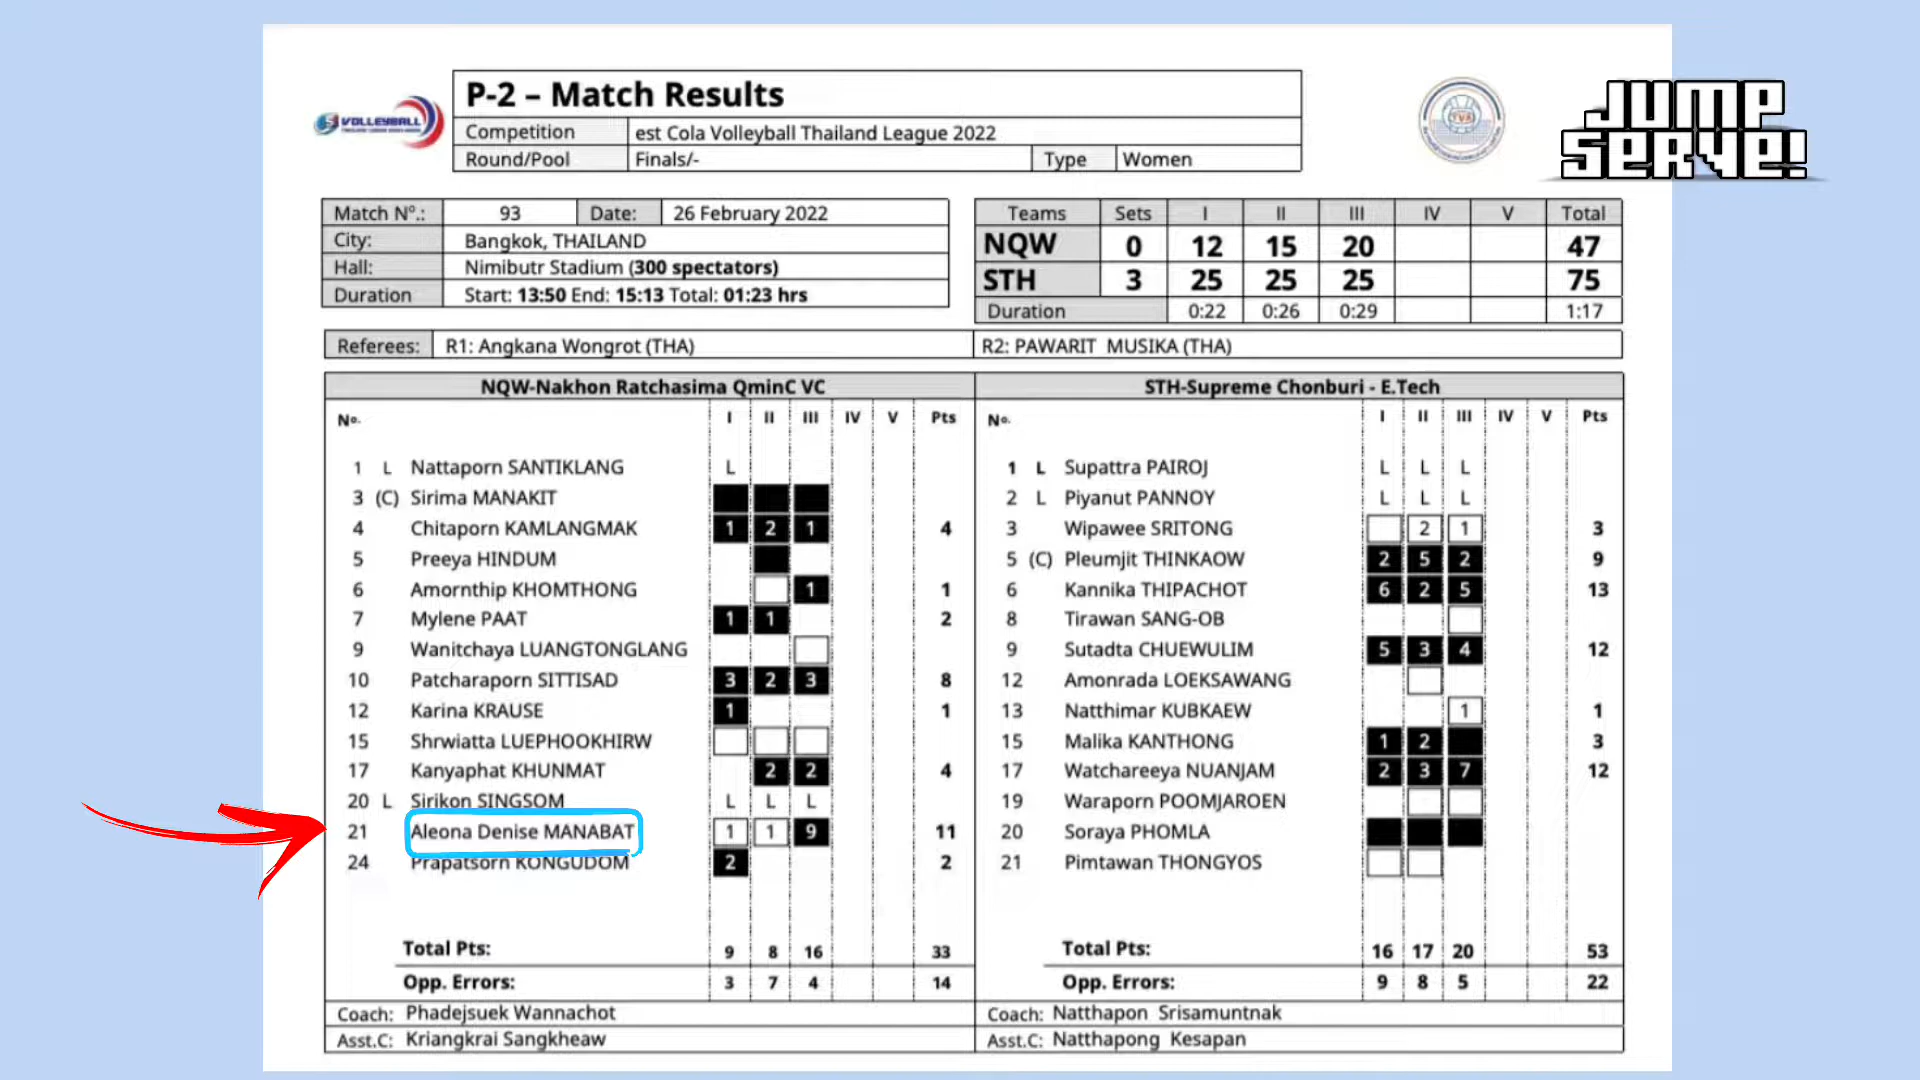 P-2 – Match Results
VOLLEYBALL
TVA
JUMP
SERVE!
Competition est Cola Volleyball Thailand League 2022
Round/Pool Finals/- Type Women
Match Nº.: 93 Date: 26 February 2022
City: Bangkok, THAILAND
Hall: Nimibutr Stadium (300 spectators)
Duration Start: 13:50 End: 15:13 Total: 01:23 hrs
Teams Sets I II III IV V Total
NQW 0 12 15 20 47
STH 3 25 25 25 75
Duration 0:22 0:26 0:29 1:17
Referees: R1: Angkana Wongrot (THA) R2: PAWARIT MUSIKA (THA)
NQW-Nakhon Ratchasima QminC VC
No. I II III IV V Pts
1 L Nattaporn SANTIKLANG L
3 (C) Sirima MANAKIT
4 Chitaporn KAMLANGMAK 1 2 1 4
5 Preeya HINDUM
6 Amornthip KHOMTHONG 1 1
7 Mylene PAAT 1 1 2
9 Wanitchaya LUANGTONGLANG
10 Patcharaporn SITTISAD 3 2 3 8
12 Karina KRAUSE 1 1
15 Shrwiatta LUEPHOOKHIRW
17 Kanyaphat KHUNMAT 2 2 4
20 L Sirikon SINGSOM L L L
21 Aleona Denise MANABAT 1 1 9 11
24 Prapatsorn KONGUDOM 2 2
Total Pts: 9 8 16 33
Opp. Errors: 3 7 4 14
Coach: Phadejsuek Wannachot
Asst.C: Kriangkrai Sangkheaw
STH-Supreme Chonburi - E.Tech
No. I II III IV V Pts
1 L Supattra PAIROJ L L L
2 L Piyanut PANNOY L L L
3 Wipawee SRITONG 2 1 3
5 (C) Pleumjit THINKAOW 2 5 2 9
6 Kannika THIPACHOT 6 2 5 13
8 Tirawan SANG-OB
9 Sutadta CHUEWULIM 5 3 4 12
12 Amonrada LOEKSAWANG
13 Natthimar KUBKAEW 1 1
15 Malika KANTHONG 1 2 3
17 Watchareeya NUANJAM 2 3 7 12
19 Waraporn POOMJAROEN
20 Soraya PHOMLA
21 Pimtawan THONGYOS
Total Pts: 16 17 20 53
Opp. Errors: 9 8 5 22
Coach: Natthapon Srisamuntnak
Asst.C: Natthapong Kesapan